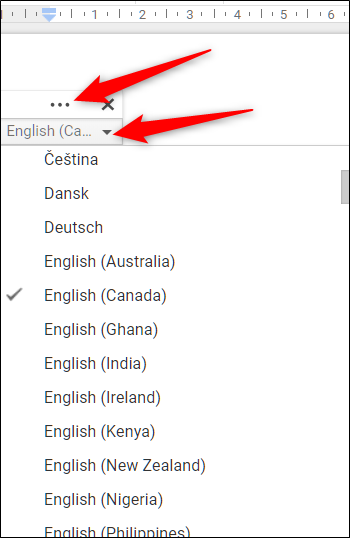 1 1 2 3 4 5 6
English (Ca...
Čeština
Dansk
Deutsch
English (Australia)
English (Canada)
English (Ghana)
English (India)
English (Ireland)
English (Kenya)
English (New Zealand)
English (Nigeria)
English (Philippines)